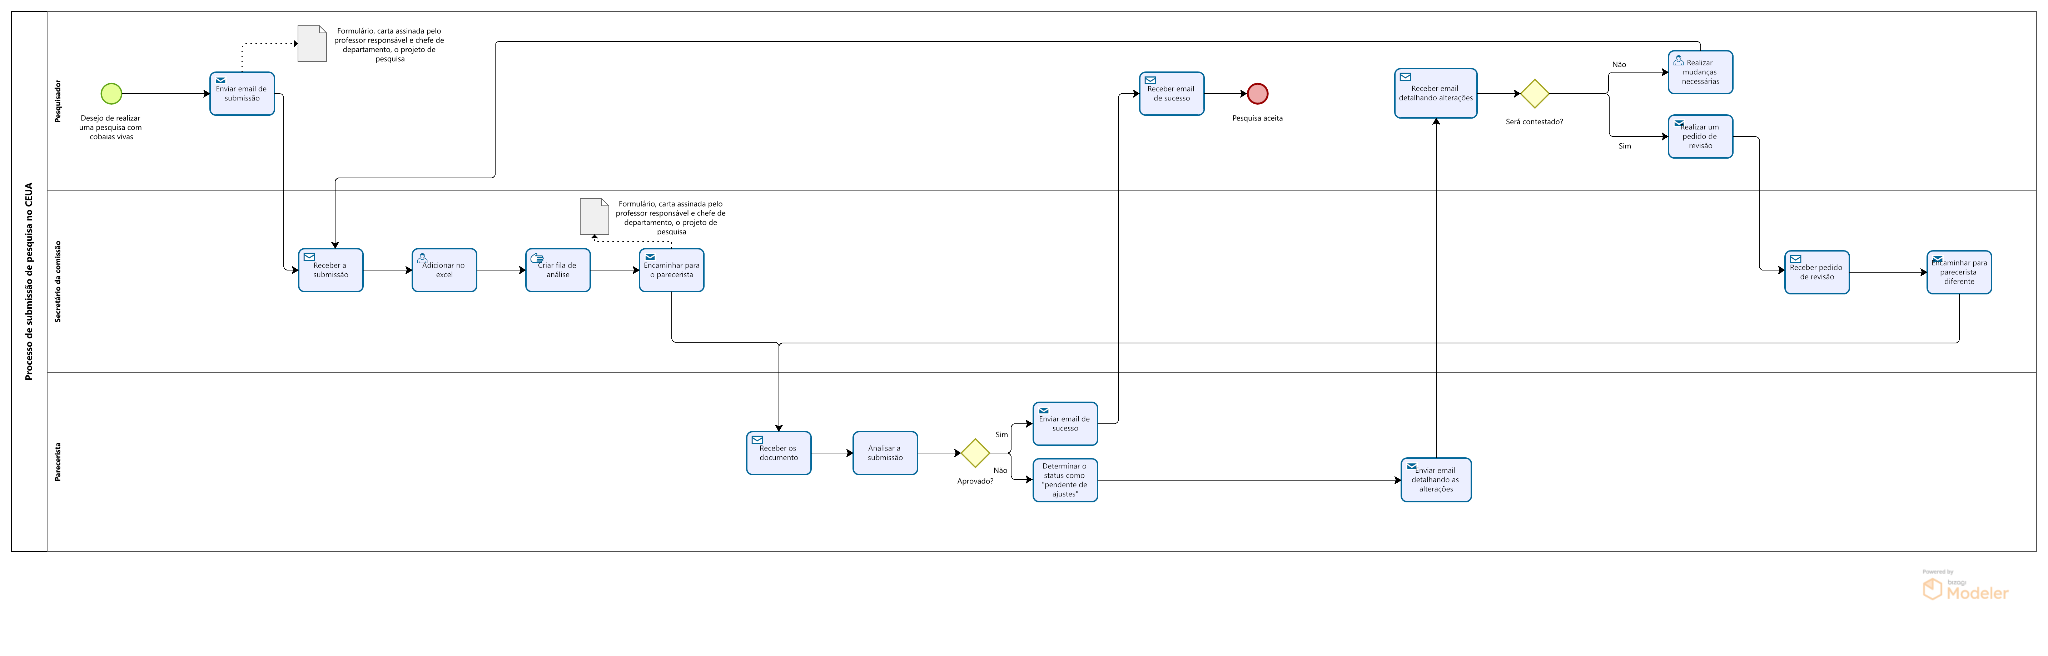 Processo de submissão de pesquisa no CEUA
Pesquisador
Desejo de realizar
uma pesquisa com
cobaias vivas
Enviar email de
submissão
Formulário, carta assinada pelo
professor responsável e chefe de
departamento, o projeto de
pesquisa
Receber email
de sucesso
Pesquisa aceita
Receber email
detalhando alterações
Será contestado?
Não
Sim
Realizar
mudanças
necessárias
Realizar um
pedido de
revisão
Secretário da comissão
Receber a
submissão
Adicionar no
excel
Criar fila de
análise
Encaminhar para
o parecerista
Formulário, carta assinada pelo
professor responsável e chefe de
departamento, o projeto de
pesquisa
Receber pedido
de revisão
Encaminhar para
parecerista
diferente
Parecerista
Receber os
documento
Analisar a
submissão
Aprovado?
Sim
Não
Enviar email de
sucesso
Determinar o
status como
"pendente de
ajustes"
Enviar email
detalhando as
alterações
Powered by
bizagi
Modeler